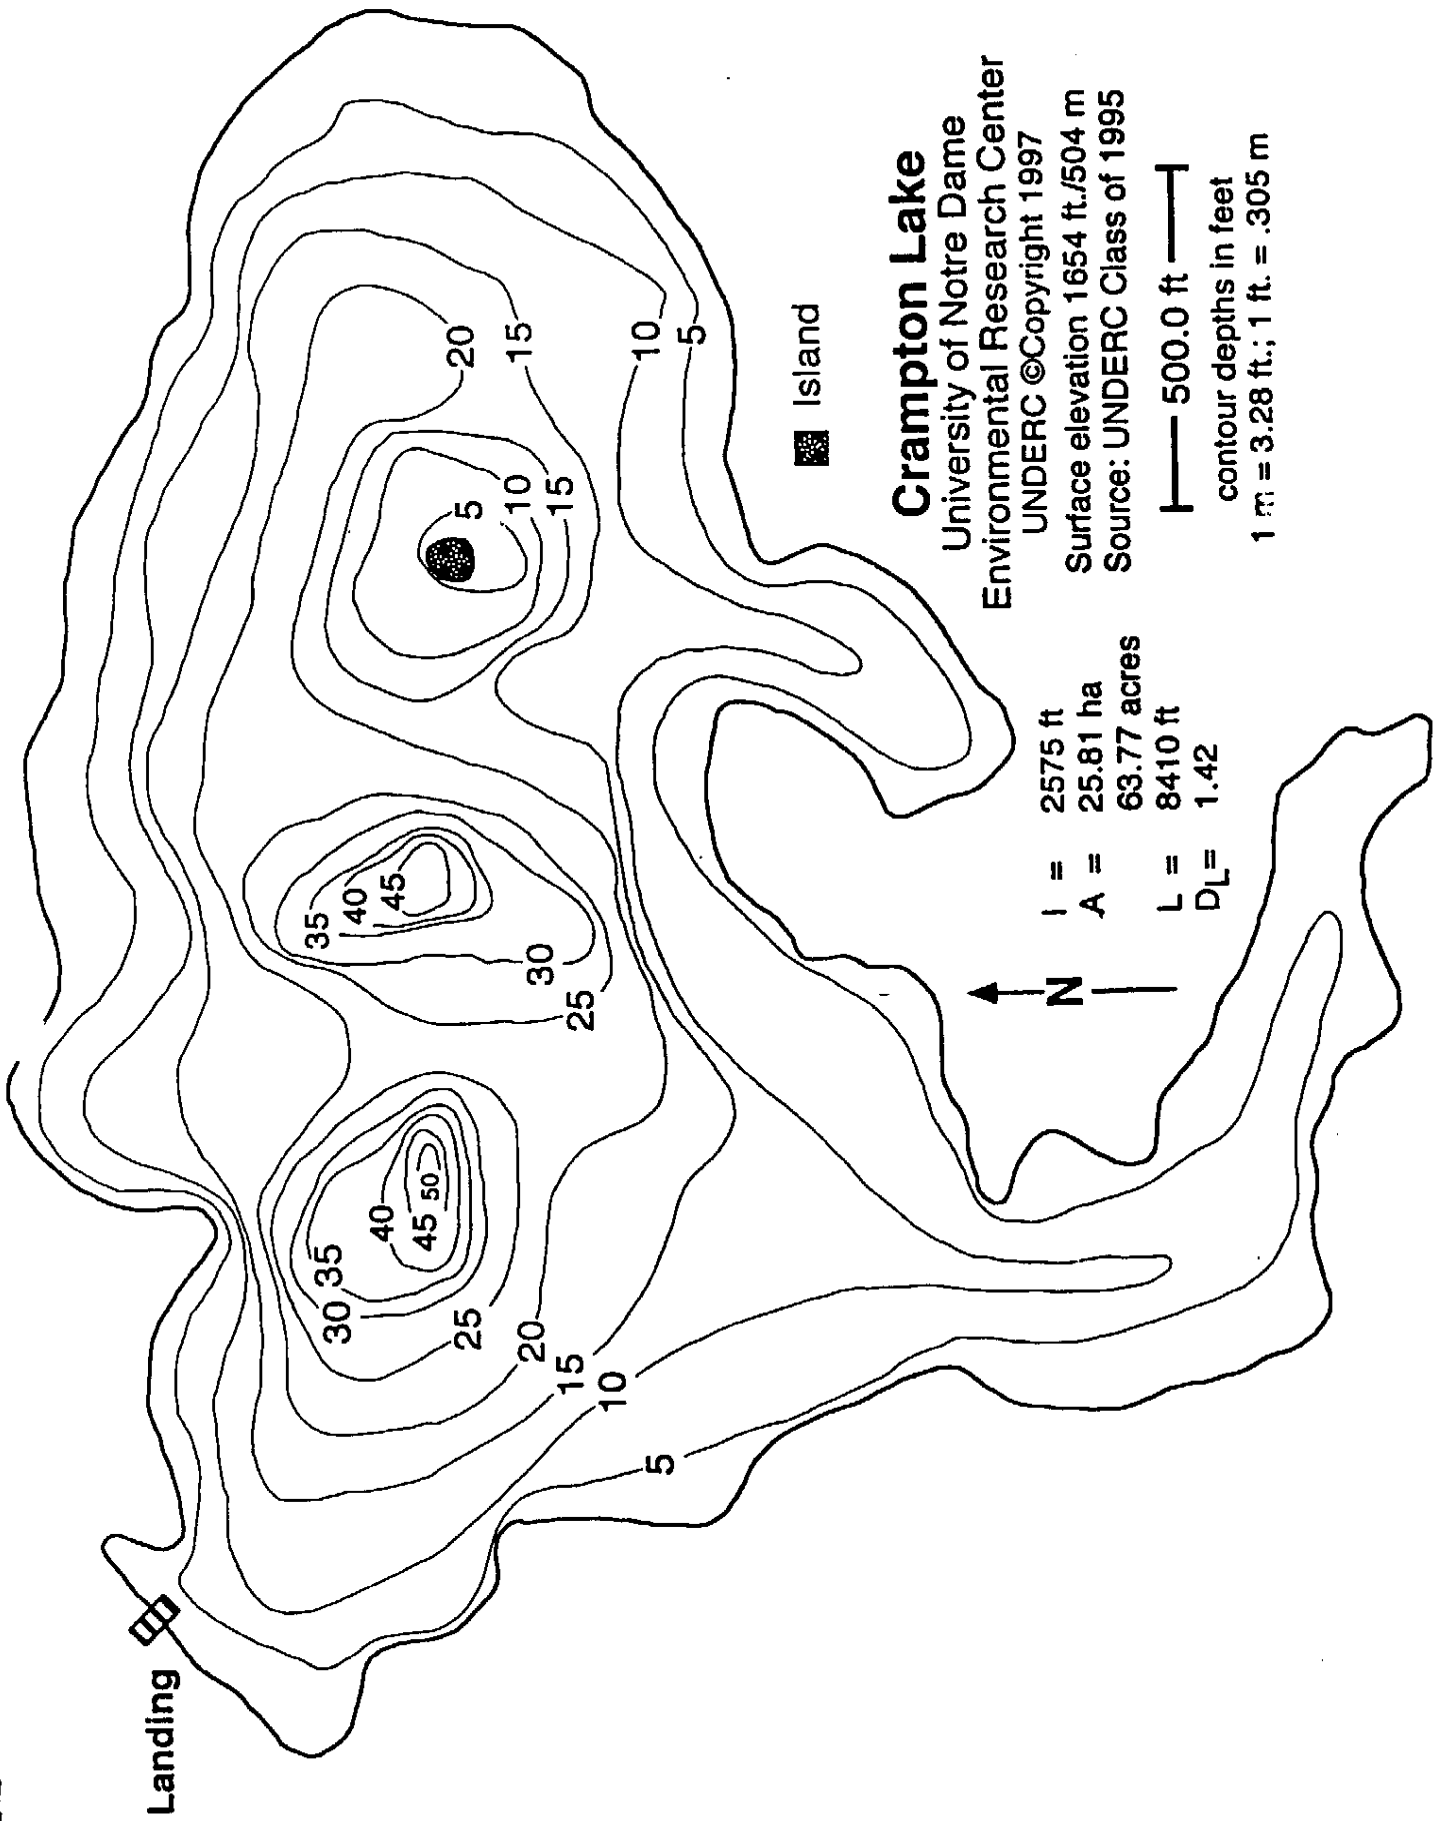 Landing
Island
Crampton Lake
University of Notre Dame
Environmental Research Center
UNDERC ©Copyright 1997
Surface elevation 1654 ft./504 m
Source: UNDERC Class of 1995
500.0 ft
contour depths in feet
1 m = 3.28 ft.; 1 ft. = .305 m
l = 2575 ft
A = 25.81 ha
63.77 acres
L = 8410 ft
DL= 1.42
N
35
30
40
45
50
25
20
15
10
5
35
40
45
30
25
5
10
15
20
15
10
5